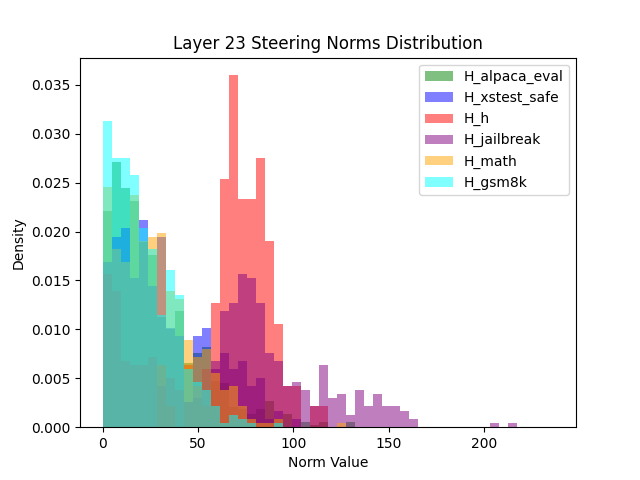 Layer 23 Steering Norms Distribution
H_alpaca_eval
H_xstest_safe
H_h
H_jailbreak
H_math
H_gsm8k
0.035
0.030
0.025
0.020
0.015
0.010
0.005
0.000
Density
0 50 100 150 200
Norm Value